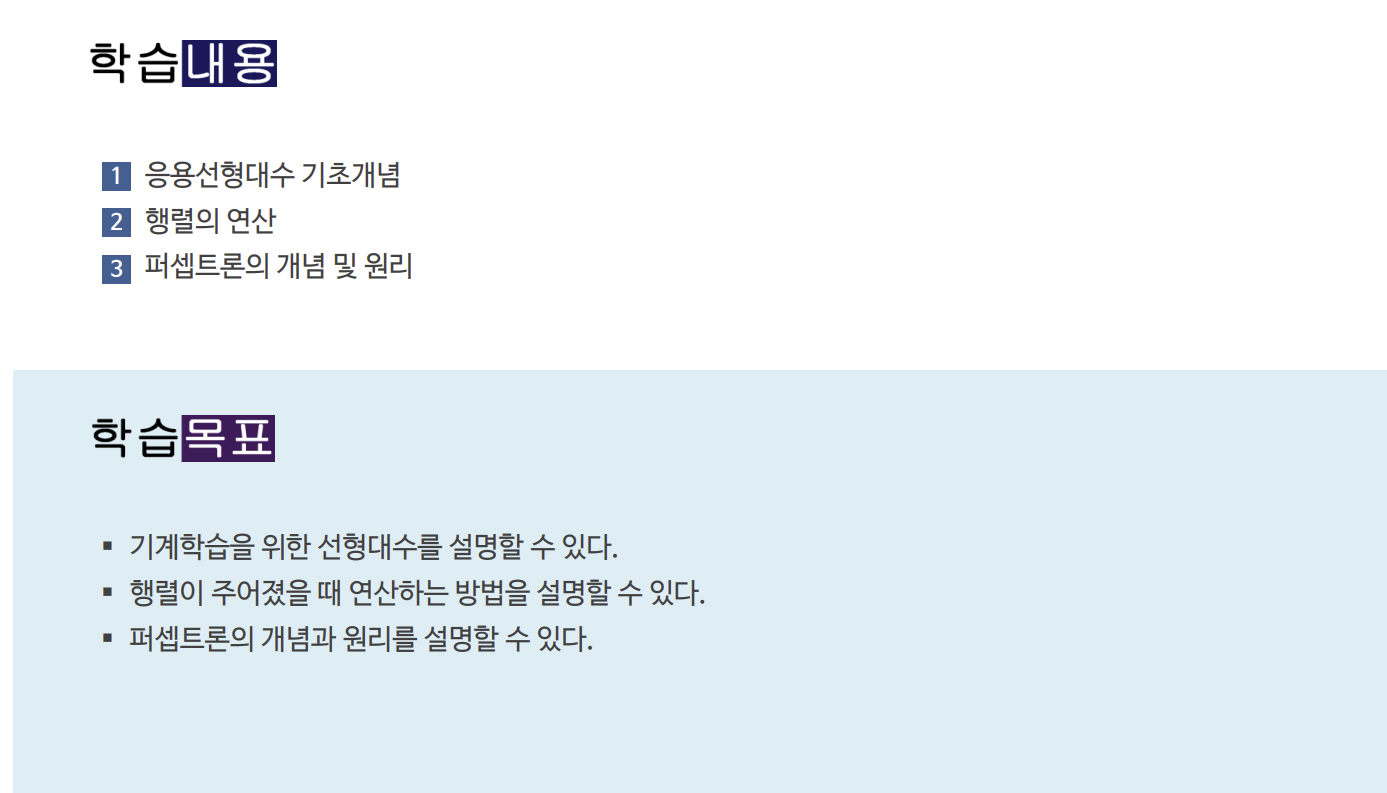 학습내용
1 응용선형대수 기초개념
2 행렬의 연산
3 퍼셉트론의 개념 및 원리
학습목표
▪ 기계학습을 위한 선형대수를 설명할 수 있다.
▪ 행렬이 주어졌을 때 연산하는 방법을 설명할 수 있다.
▪ 퍼셉트론의 개념과 원리를 설명할 수 있다.